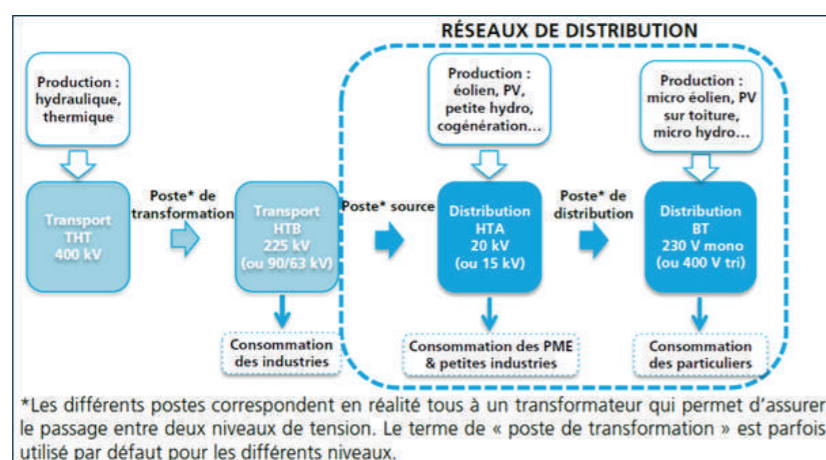 RÉSEAUX DE DISTRIBUTION
Production :
hydraulique,
thermique
Production :
éolien, PV,
petite hydro,
cogénération...
Production :
micro éolien, PV
sur toiture,
micro hydro...
Transport
THT
400 kV
Poste* de
transformation
Transport
HTB
225 kV
(ou 90/63 kV)
Poste* source
Distribution
HTA
20 kV
(ou 15 kV)
Poste* de
distribution
Distribution
BT
230 V mono
(ou 400 V tri)
Consommation
des industries
Consommation des PME
& petites industries
Consommation
des particuliers
*Les différents postes correspondent en réalité tous à un transformateur qui permet d’assurer
le passage entre deux niveaux de tension. Le terme de « poste de transformation » est parfois
utilisé par défaut pour les différents niveaux.